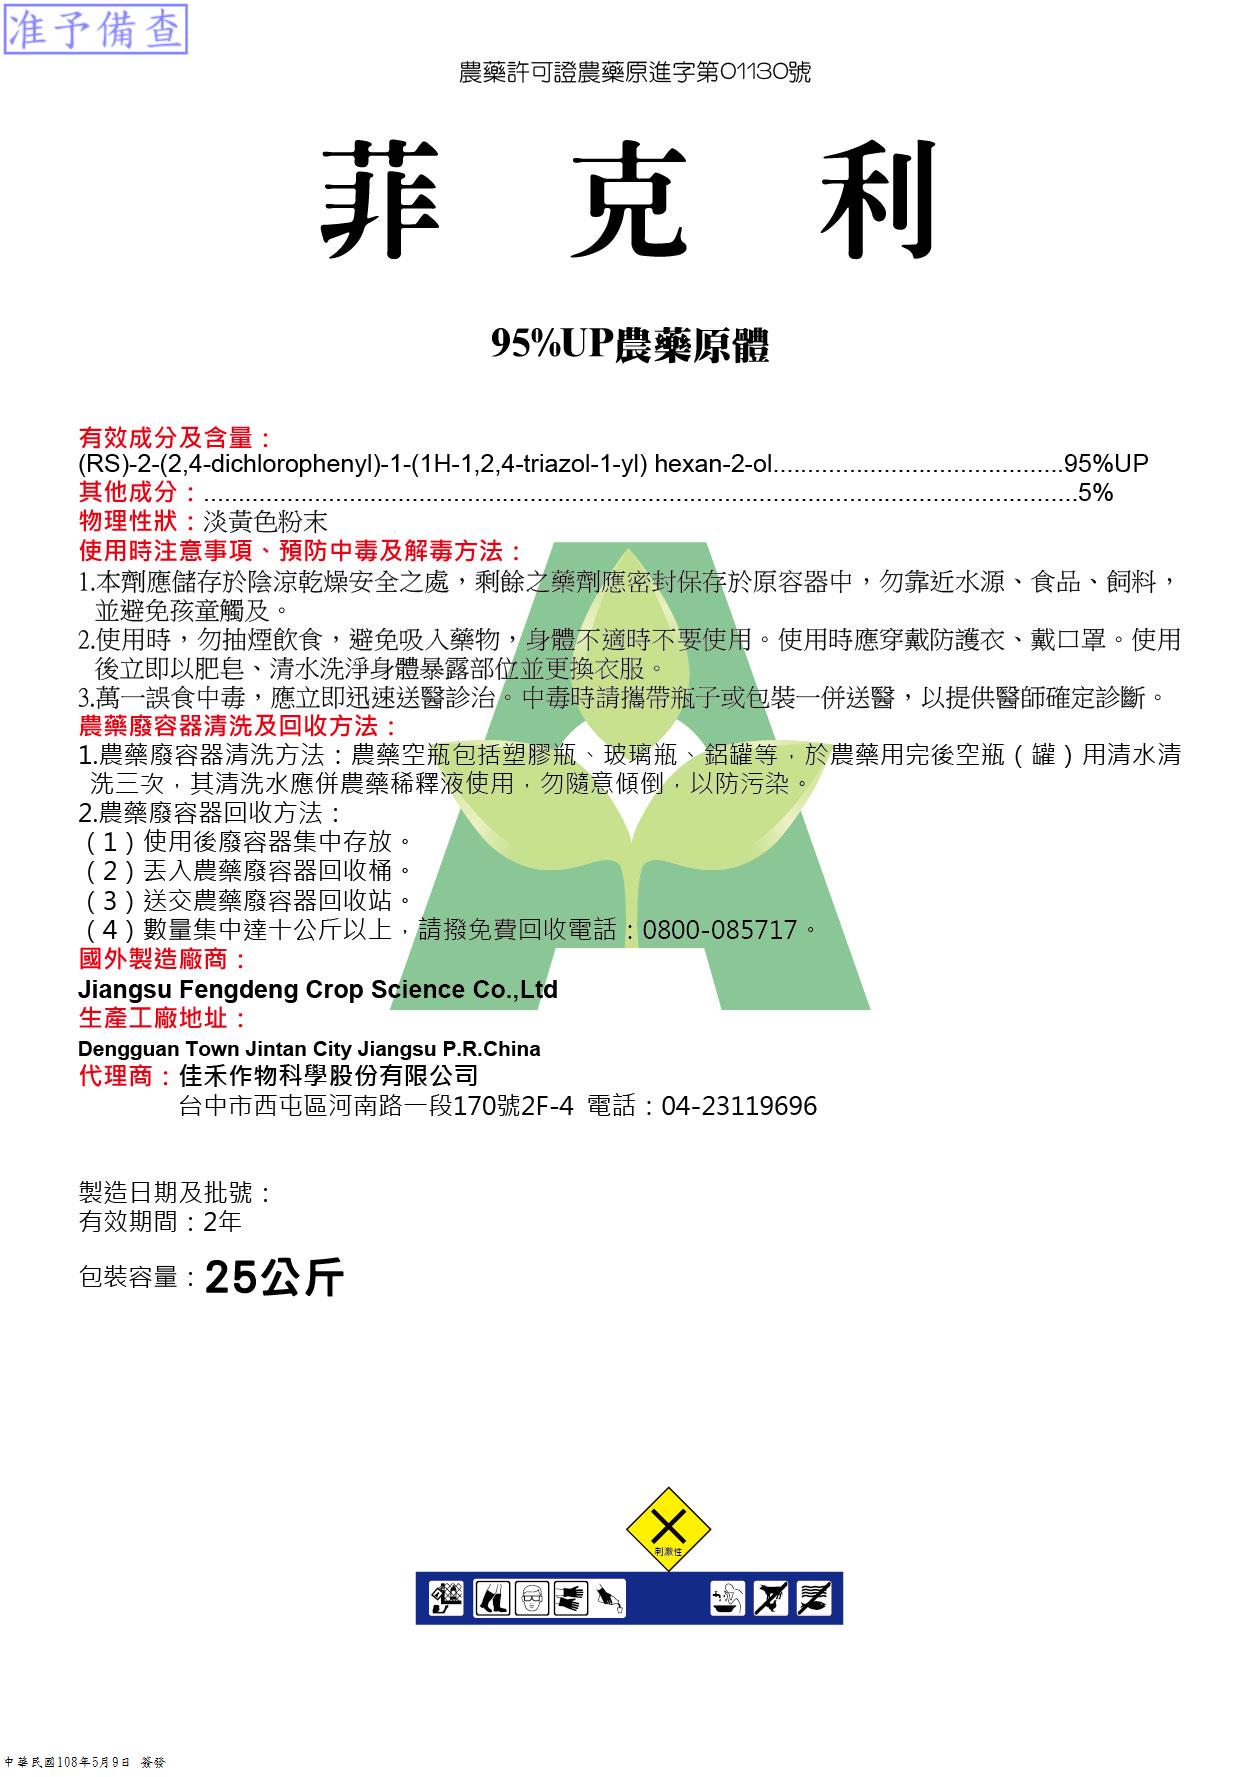 准予備查
農藥許可證農藥原進字第01130號
菲克利
95%UP農藥原體
有效成分及含量：
(RS)-2-(2,4-dichlorophenyl)-1-(1H-1,2,4-triazol-1-yl) hexan-2-ol..........................................95%UP
其他成分：..............................................................................................................................5%
物理性狀：淡黃色粉末
使用時注意事項、預防中毒及解毒方法：
1.本劑應儲存於陰涼乾燥安全之處，剩餘之藥劑應密封保存於原容器中，勿靠近水源、食品、飼料，
並避免孩童觸及。
2.使用時，勿抽煙飲食，避免吸入藥物，身體不適時不要使用。使用時應穿戴防護衣、戴口罩。使用
後立即以肥皂、清水洗淨身體暴露部位並更換衣服。
3.萬一誤食中毒，應立即迅速送醫診治。中毒時請攜帶瓶子或包裝一併送醫，以提供醫師確定診斷。
農藥廢容器清洗及回收方法：
1.農藥廢容器清洗方法：農藥空瓶包括塑膠瓶、玻璃瓶、鋁罐等，於農藥用完後空瓶（罐）用清水清
洗三次，其清洗水應併農藥稀釋液使用，勿隨意傾倒，以防污染。
2.農藥廢容器回收方法：
（1）使用後廢容器集中存放。
（2）丟入農藥廢容器回收桶。
（3）送交農藥廢容器回收站。
（4）數量集中達十公斤以上，請撥免費回收電話：0800-085717。
國外製造廠商：
Jiangsu Fengdeng Crop Science Co.,Ltd
生產工廠地址：
Dengguan Town Jintan City Jiangsu P.R.China
代理商：佳禾作物科學股份有限公司
台中市西屯區河南路一段170號2F-4 電話：04-23119696
製造日期及批號：
有效期間：2年
包裝容量：25公斤
刺激性
中華民國108年5月9日 簽發